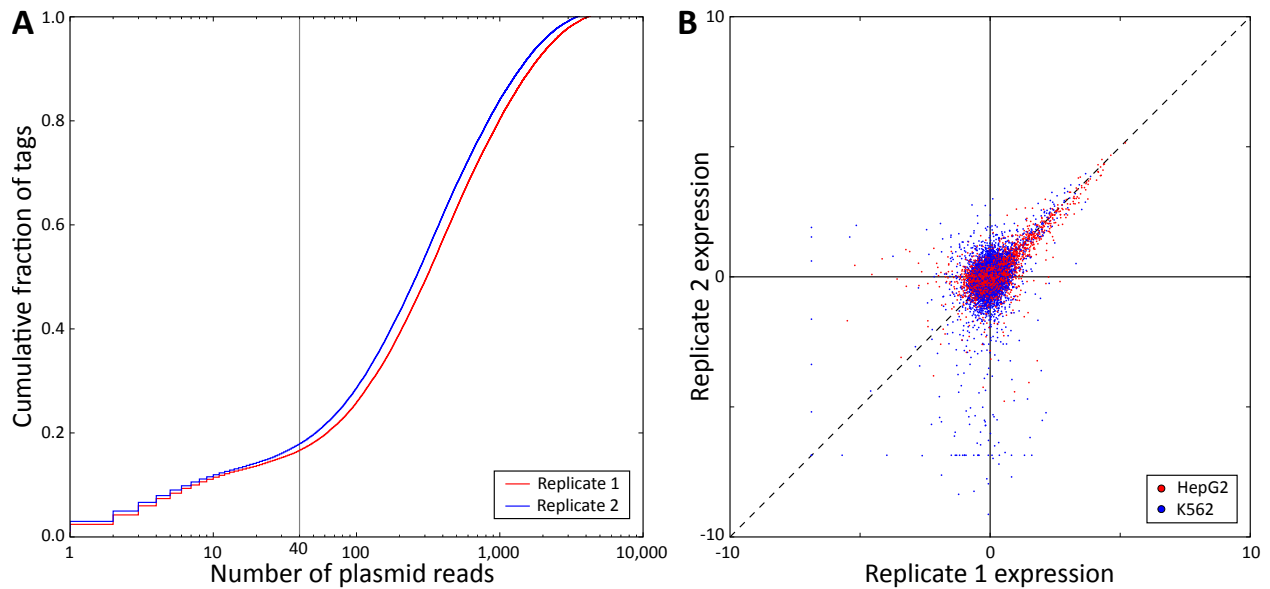 A
Cumulative fraction of tags
1.0
0.8
0.6
0.4
0.2
0.0
1
10
40
100
1,000
10,000
Number of plasmid reads
Replicate 1
Replicate 2
B
Replicate 2 expression
10
0
-10
-10
0
10
Replicate 1 expression
HepG2
K562